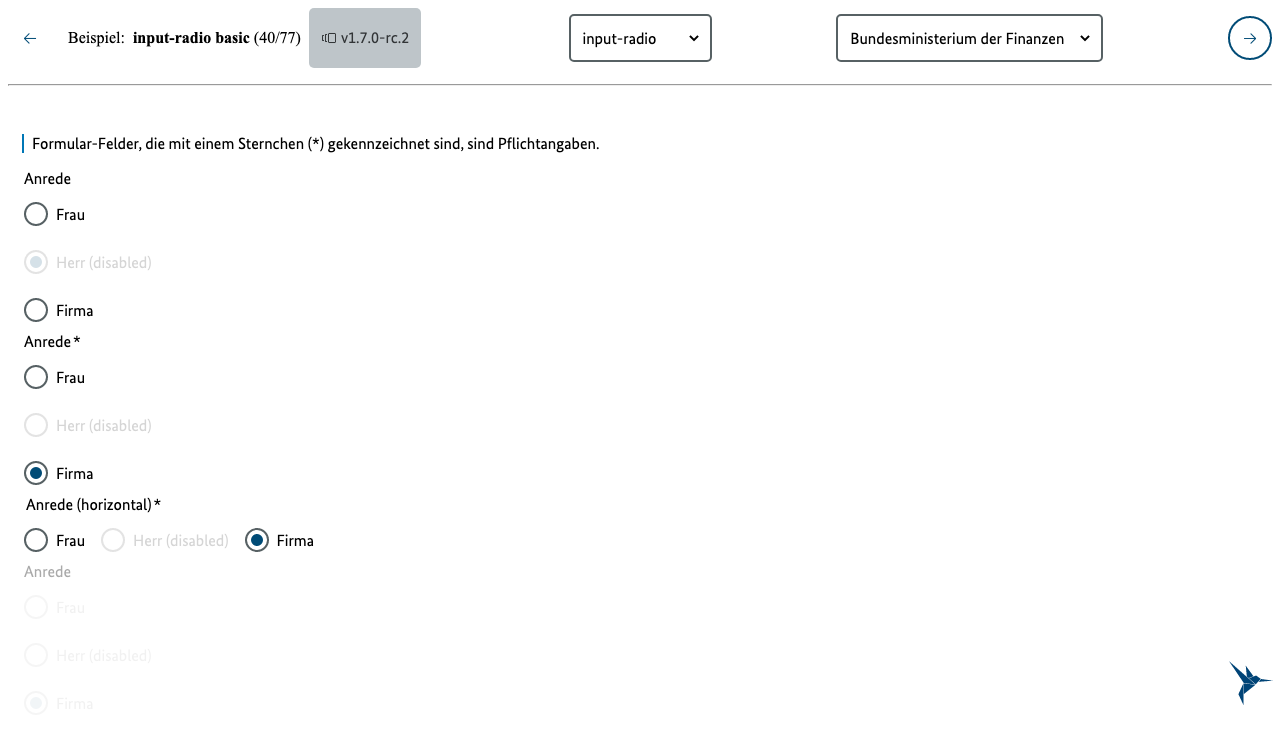 Beispiel: input-radio basic (40/77) v1.7.0-rc.2 input-radio Bundesministerium der Finanzen
Formular-Felder, die mit einem Sternchen (*) gekennzeichnet sind, sind Pflichtangaben.
Anrede
Frau
Herr (disabled)
Firma
Anrede*
Frau
Herr (disabled)
Firma
Anrede (horizontal)*
Frau Herr (disabled) Firma
Anrede
Frau
Herr (disabled)
Firma